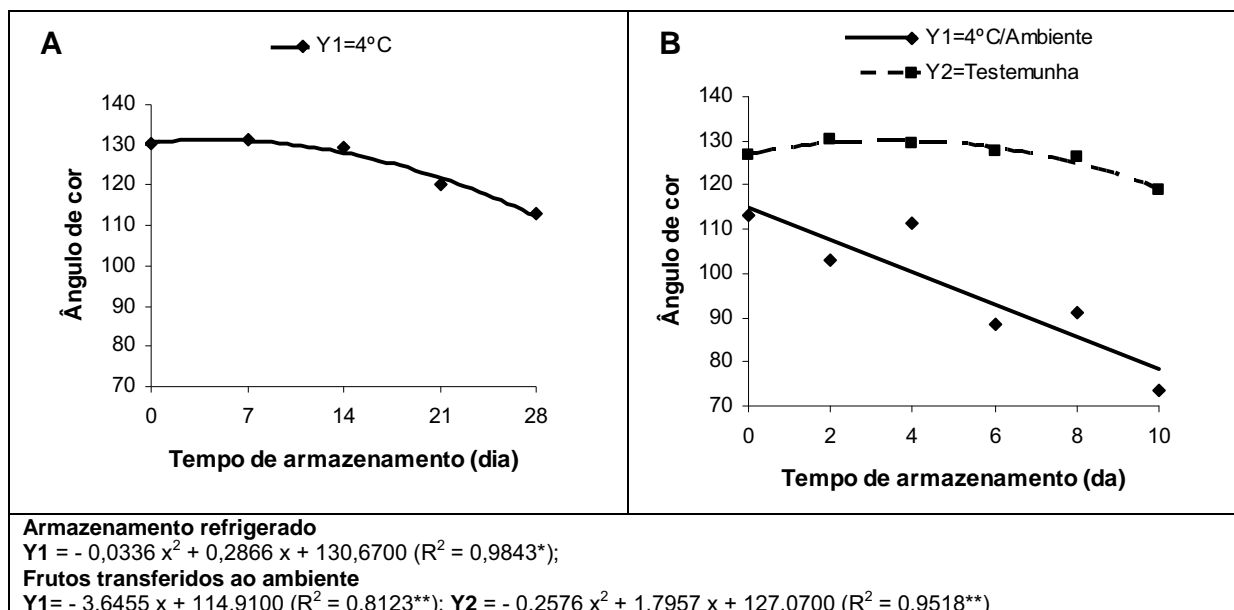 A
Y1=4ºC
Ângulo de cor
140
130
120
110
100
90
80
70
0 7 14 21 28
Tempo de armazenamento (dia)
B
Y1=4ºC/Ambiente
Y2=Testemunha
Ângulo de cor
140
130
120
110
100
90
80
70
0 2 4 6 8 10
Tempo de armazenamento (da)
Armazenamento refrigerado
Y1 = - 0,0336 x² + 0,2866 x + 130,6700 (R² = 0,9843*);
Frutos transferidos ao ambiente
Y1= - 3,6455 x + 114,9100 (R² = 0,8123**); Y2 = - 0,2576 x² + 1,7957 x + 127,0700 (R² = 0,9518**)